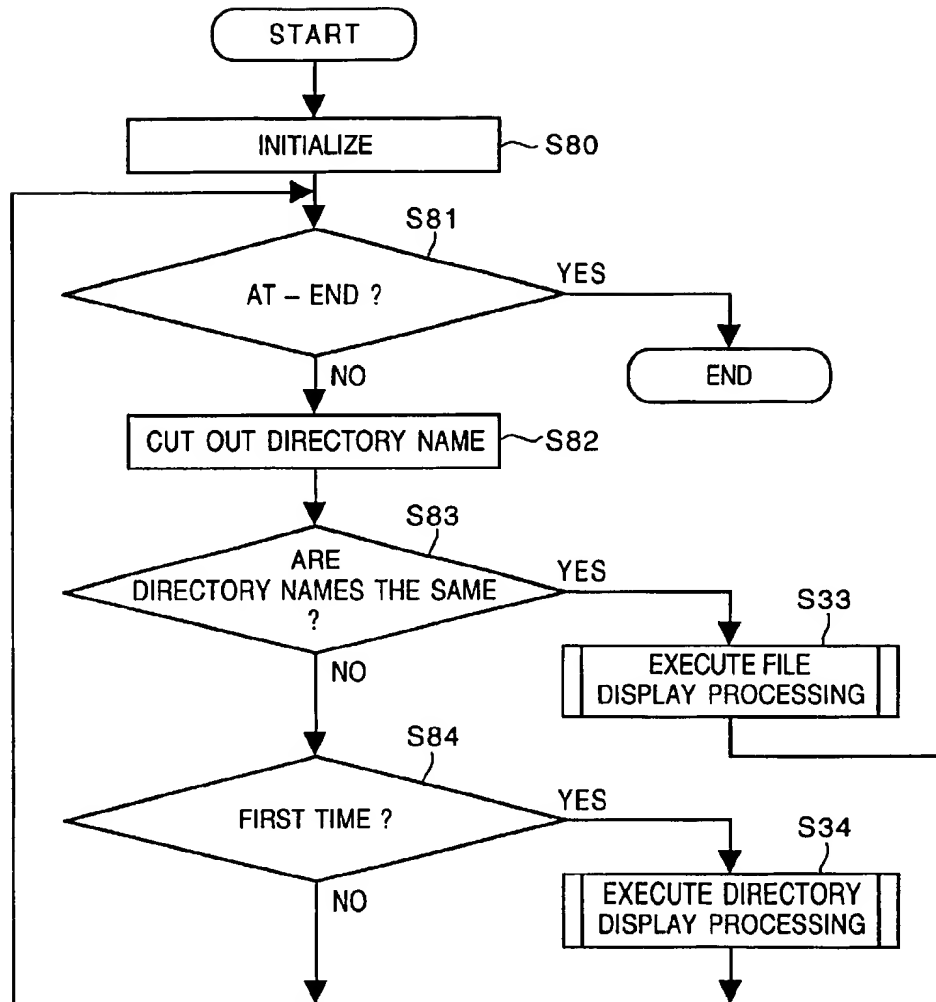 START
INITIALIZE
S80
S81
AT – END ?
YES
NO
END
CUT OUT DIRECTORY NAME
S82
S83
ARE
DIRECTORY NAMES THE SAME
?
YES
NO
S33
EXECUTE FILE
DISPLAY PROCESSING
S84
FIRST TIME ?
YES
NO
S34
EXECUTE DIRECTORY
DISPLAY PROCESSING